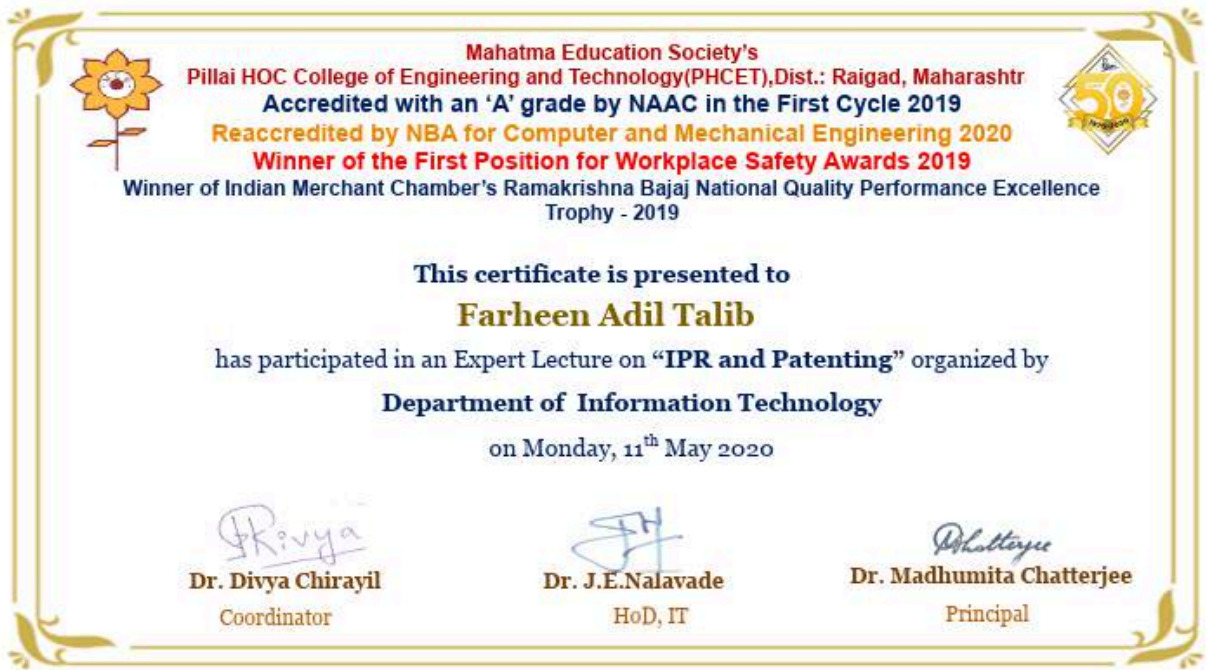 Mahatma Education Society's
Pillai HOC College of Engineering and Technology(PHCET),Dist.: Raigad, Maharashtr
Accredited with an 'A' grade by NAAC in the First Cycle 2019
Reaccredited by NBA for Computer and Mechanical Engineering 2020
Winner of the First Position for Workplace Safety Awards 2019
Winner of Indian Merchant Chamber's Ramakrishna Bajaj National Quality Performance Excellence
Trophy - 2019
50
This certificate is presented to
Farheen Adil Talib
has participated in an Expert Lecture on “IPR and Patenting” organized by
Department of Information Technology
on Monday, 11th May 2020
Dr. Divya Chirayil
Dr. J.E.Nalavade
Dr. Madhumita Chatterjee
Coordinator
HoD, IT
Principal